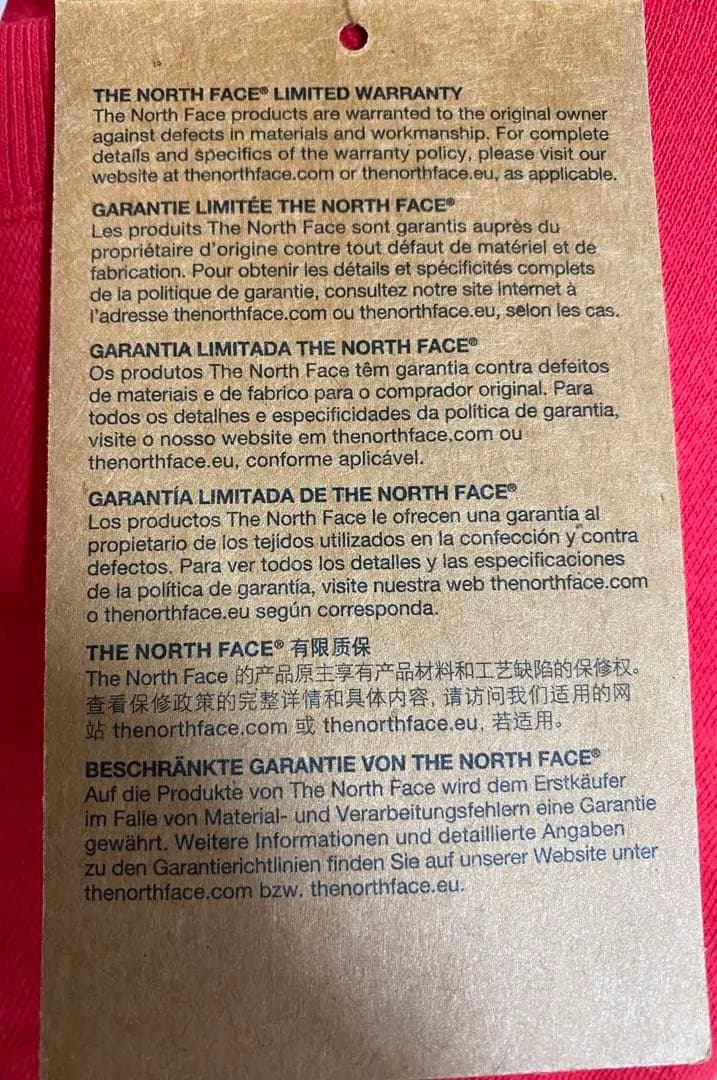 THE NORTH FACE® LIMITED WARRANTY
The North Face products are warranted to the original owner
against defects in materials and workmanship. For complete
details and specifics of the warranty policy, please visit our
website at thenorthface.com or thenorthface.eu, as applicable.
GARANTIE LIMITÉE THE NORTH FACE®
Les produits The North Face sont garantis auprès du
propriétaire d'origine contre tout défaut de matériel et de
fabrication. Pour obtenir les détails et spécificités complets
de la politique de garantie, consultez notre site internet à
l'adresse thenorthface.com ou thenorthface.eu, selon les cas.
GARANTIA LIMITADA THE NORTH FACE®
Os produtos The North Face têm garantia contra defeitos
de materiais e de fabrico para o comprador original. Para
todos os detalhes e especificidades da política de garantia,
visite o nosso website em thenorthface.com ou
thenorthface.eu, conforme aplicável.
GARANTÍA LIMITADA DE THE NORTH FACE®
Los productos The North Face le ofrecen una garantía al
propietario de los tejidos utilizados en la confección y contra
defectos. Para ver todos los detalles y las especificaciones
de la política de garantía, visite nuestra web thenorthface.com
o thenorthface.eu según corresponda.
THE NORTH FACE® 有限质保
The North Face 的产品原主享有产品材料和工艺缺陷的保修权。
查看保修政策的完整详情和具体内容, 请访问我们适用的网
站 thenorthface.com 或 thenorthface.eu, 若适用。
BESCHRÄNKTE GARANTIE VON THE NORTH FACE®
Auf die Produkte von The North Face wird dem Erstkäufer
im Falle von Material- und Verarbeitungsfehlern eine Garantie
gewährt. Weitere Informationen und detaillierte Angaben
zu den Garantierichtlinien finden Sie auf unserer Website unter
thenorthface.com bzw. thenorthface.eu.